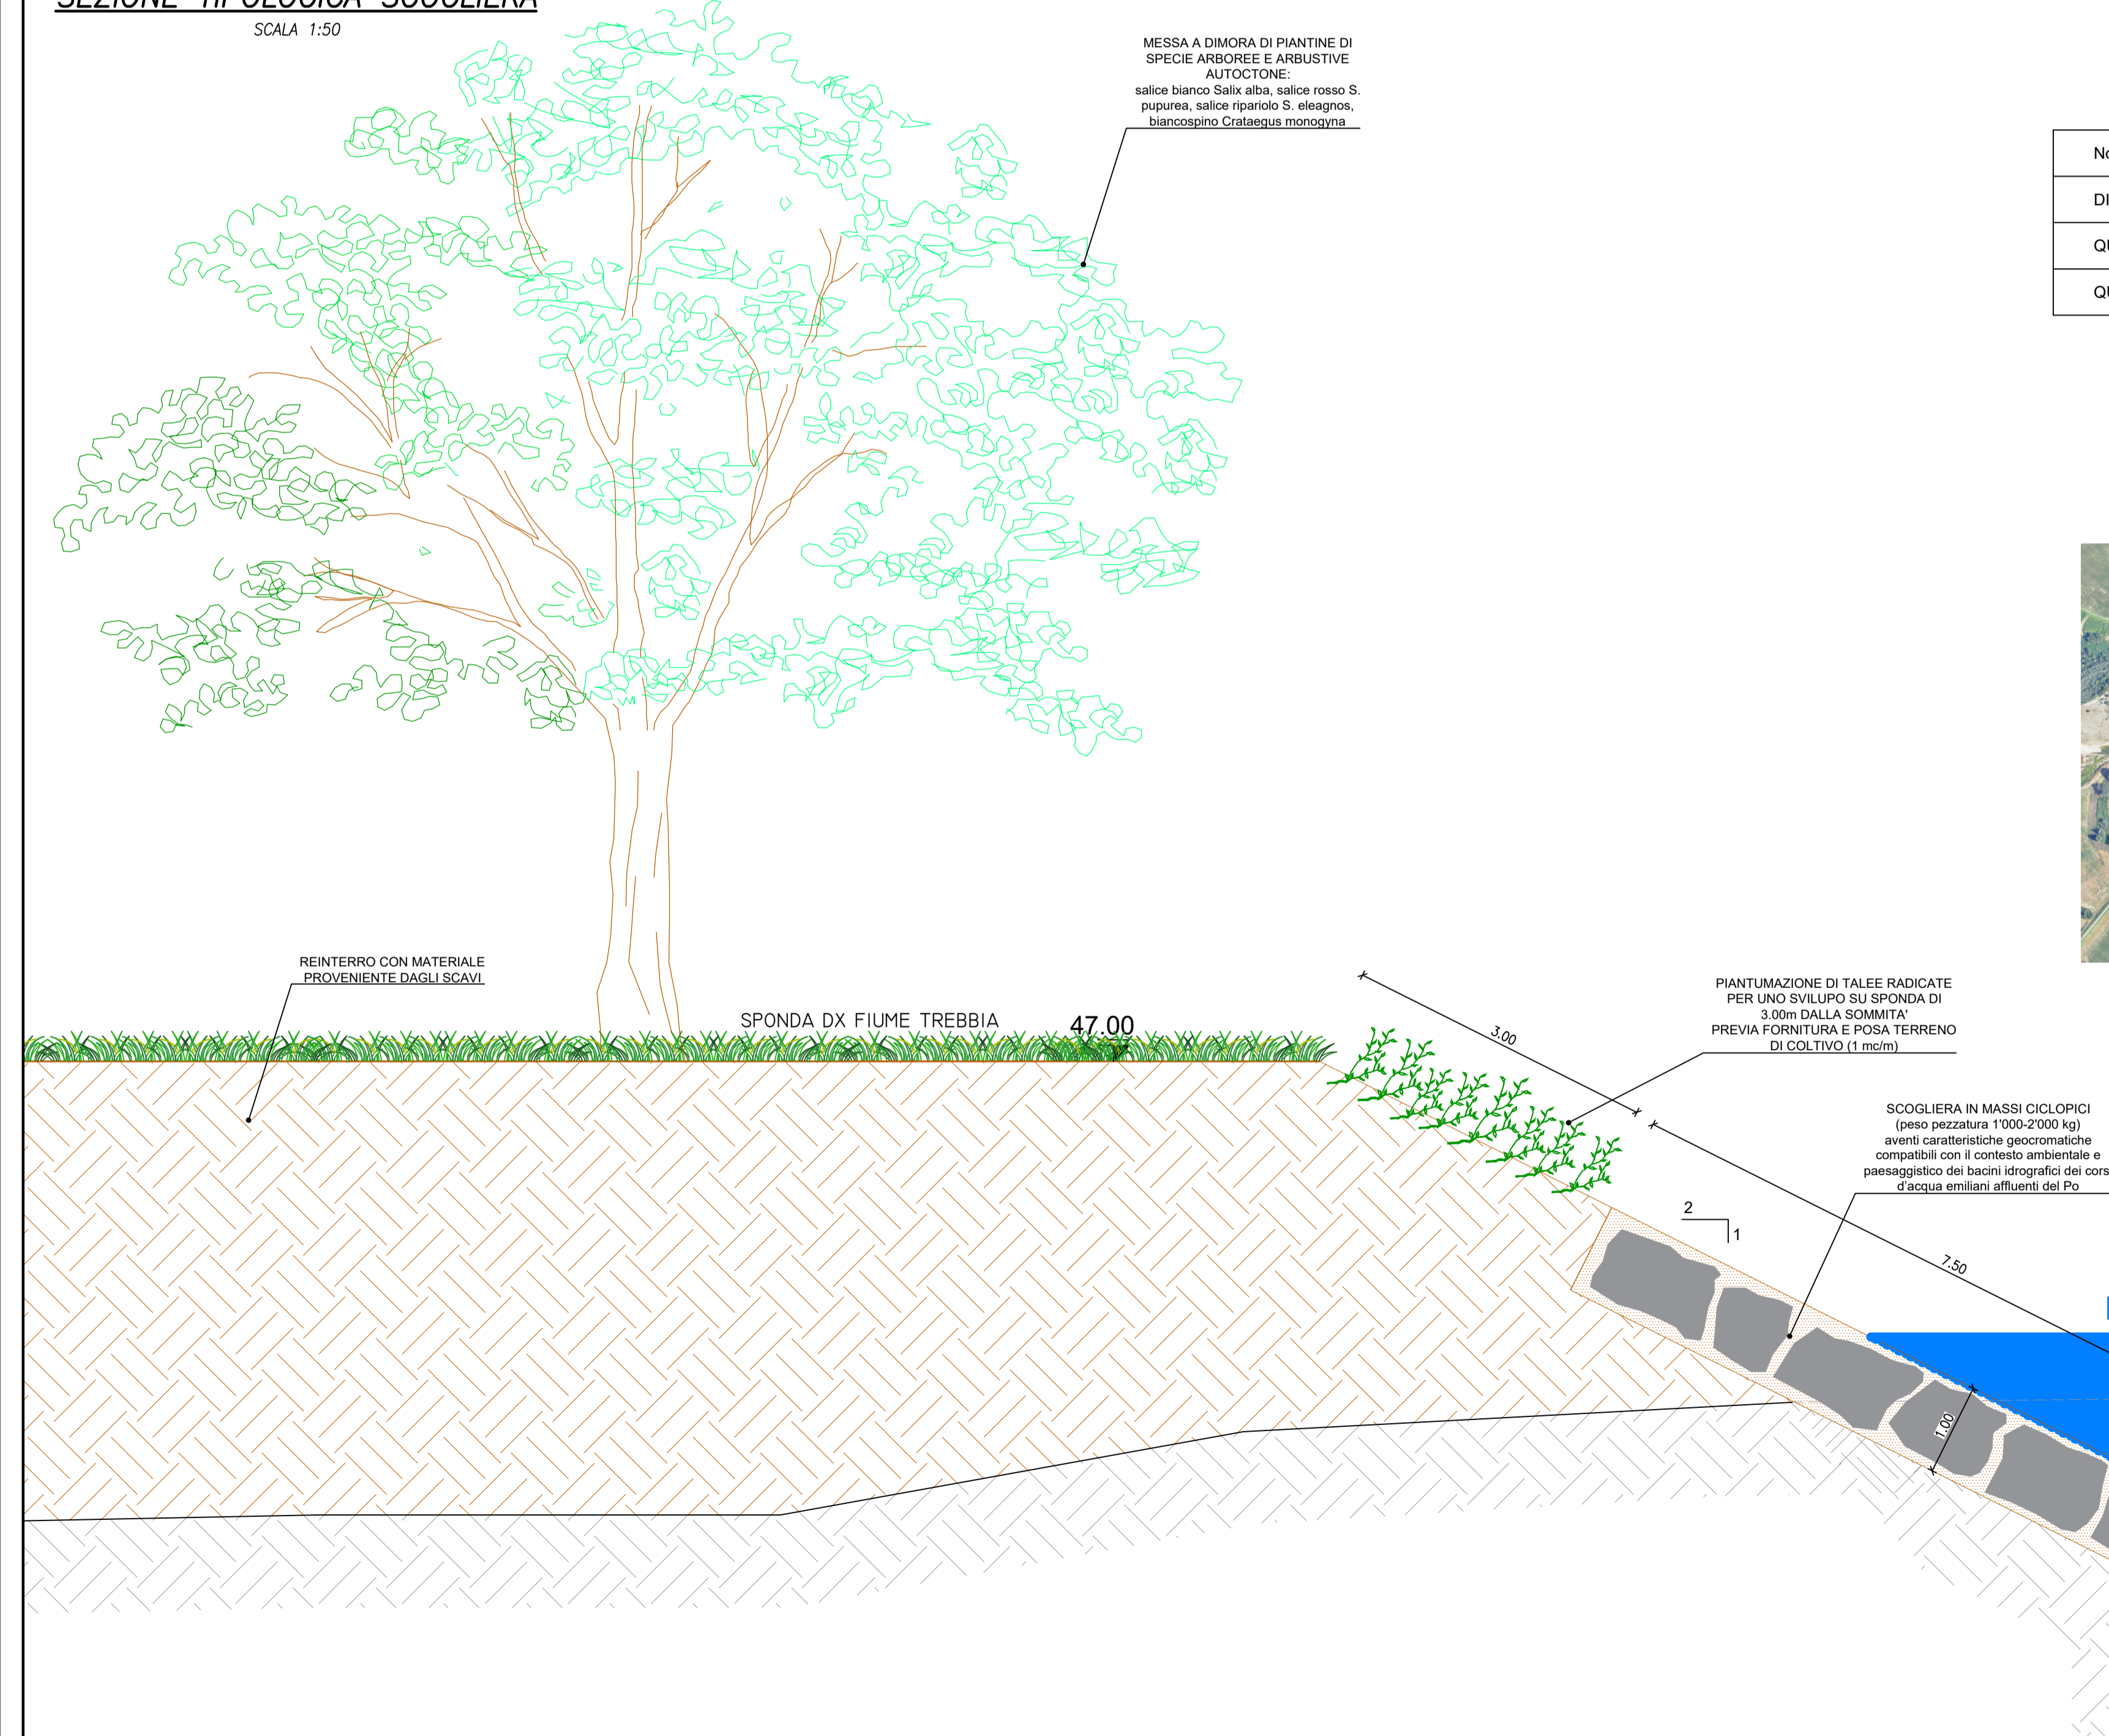 SEZIONE TIPOLOGICA SCOGLIERA
SCALA 1:50
MESSA A DIMORA DI PIANTINE DI
SPECIE ARBOREE E ARBUSTIVE
AUTOCTONE:
salice bianco Salix alba, salice rosso S.
pupurea, salice ripariolo S. eleagnos,
biancospino Crataegus monogyna
REINTERRO CON MATERIALE
PROVENIENTE DAGLI SCAVI
SPONDA DX FIUME TREBBIA
47.00
3.00
PIANTUMAZIONE DI TALEE RADICATE
PER UNO SVILUPO SU SPONDA DI
3.00m DALLA SOMMITA'
PREVIA FORNITURA E POSA TERRENO
DI COLTIVO (1 mc/m)
SCOGLIERA IN MASSI CICLOPICI
(peso pezzatura 1'000-2'000 kg)
aventi caratteristiche geocromatiche
compatibili con il contesto ambientale e
paesaggistico dei bacini idrografici dei cors
d'acqua emiliani affluenti del Po
2
1
7.50
1.00